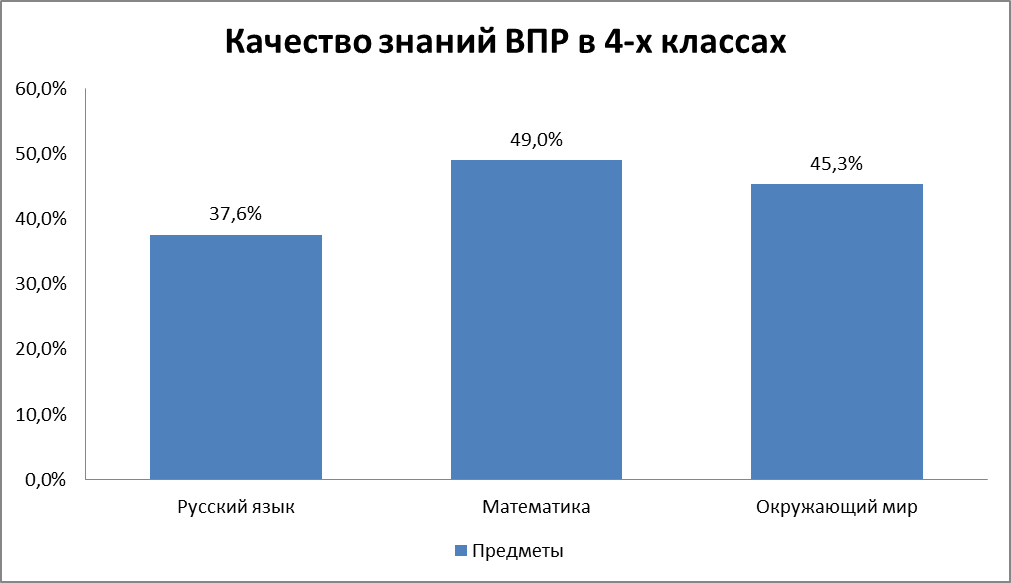 Качество знаний ВПР в 4-х классах
60,0%
50,0%
40,0%
30,0%
20,0%
10,0%
0,0%
37,6%
49,0%
45,3%
Русский язык
Математика
Окружающий мир
Предметы